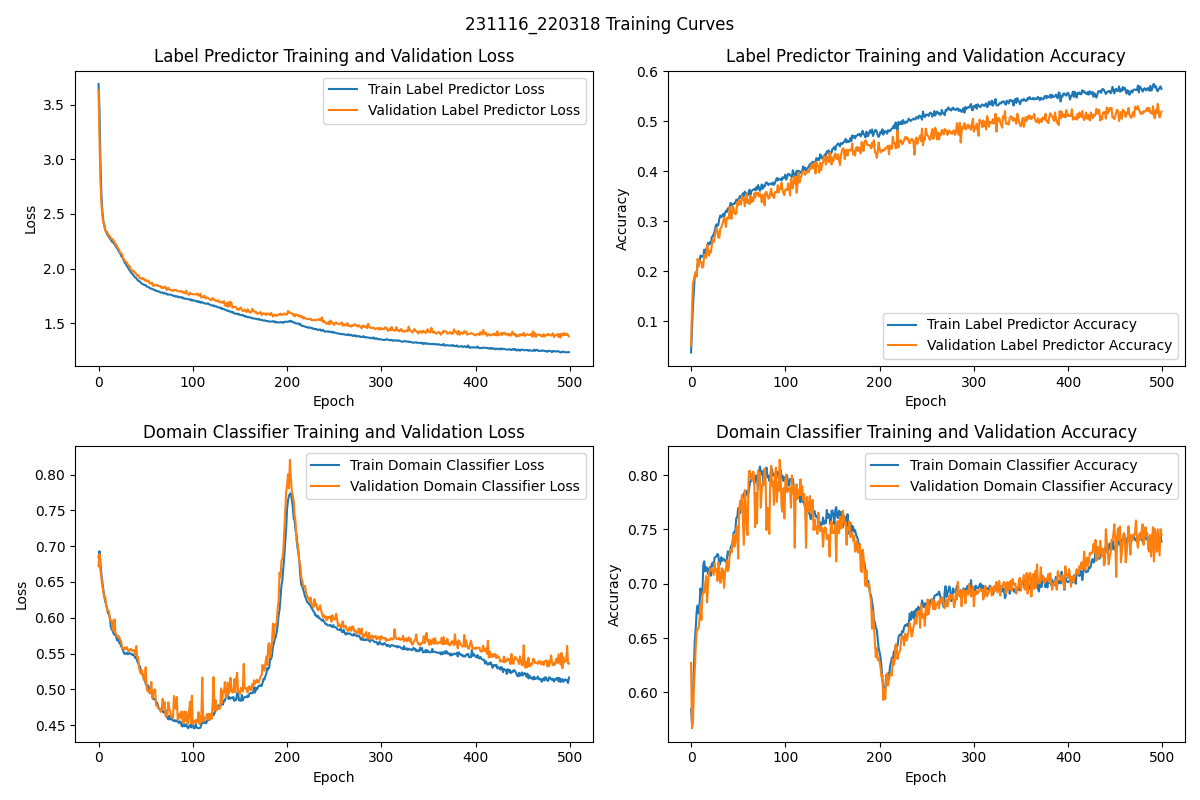 231116_220318 Training Curves
Label Predictor Training and Validation Loss
Train Label Predictor Loss
Validation Label Predictor Loss
Loss
3.5
3.0
2.5
2.0
1.5
0 100 200 300 400 500
Epoch
Label Predictor Training and Validation Accuracy
Train Label Predictor Accuracy
Validation Label Predictor Accuracy
Accuracy
0.6
0.5
0.4
0.3
0.2
0.1
0 100 200 300 400 500
Epoch
Domain Classifier Training and Validation Loss
Train Domain Classifier Loss
Validation Domain Classifier Loss
Loss
0.80
0.75
0.70
0.65
0.60
0.55
0.50
0.45
0 100 200 300 400 500
Epoch
Domain Classifier Training and Validation Accuracy
Train Domain Classifier Accuracy
Validation Domain Classifier Accuracy
Accuracy
0.80
0.75
0.70
0.65
0.60
0 100 200 300 400 500
Epoch